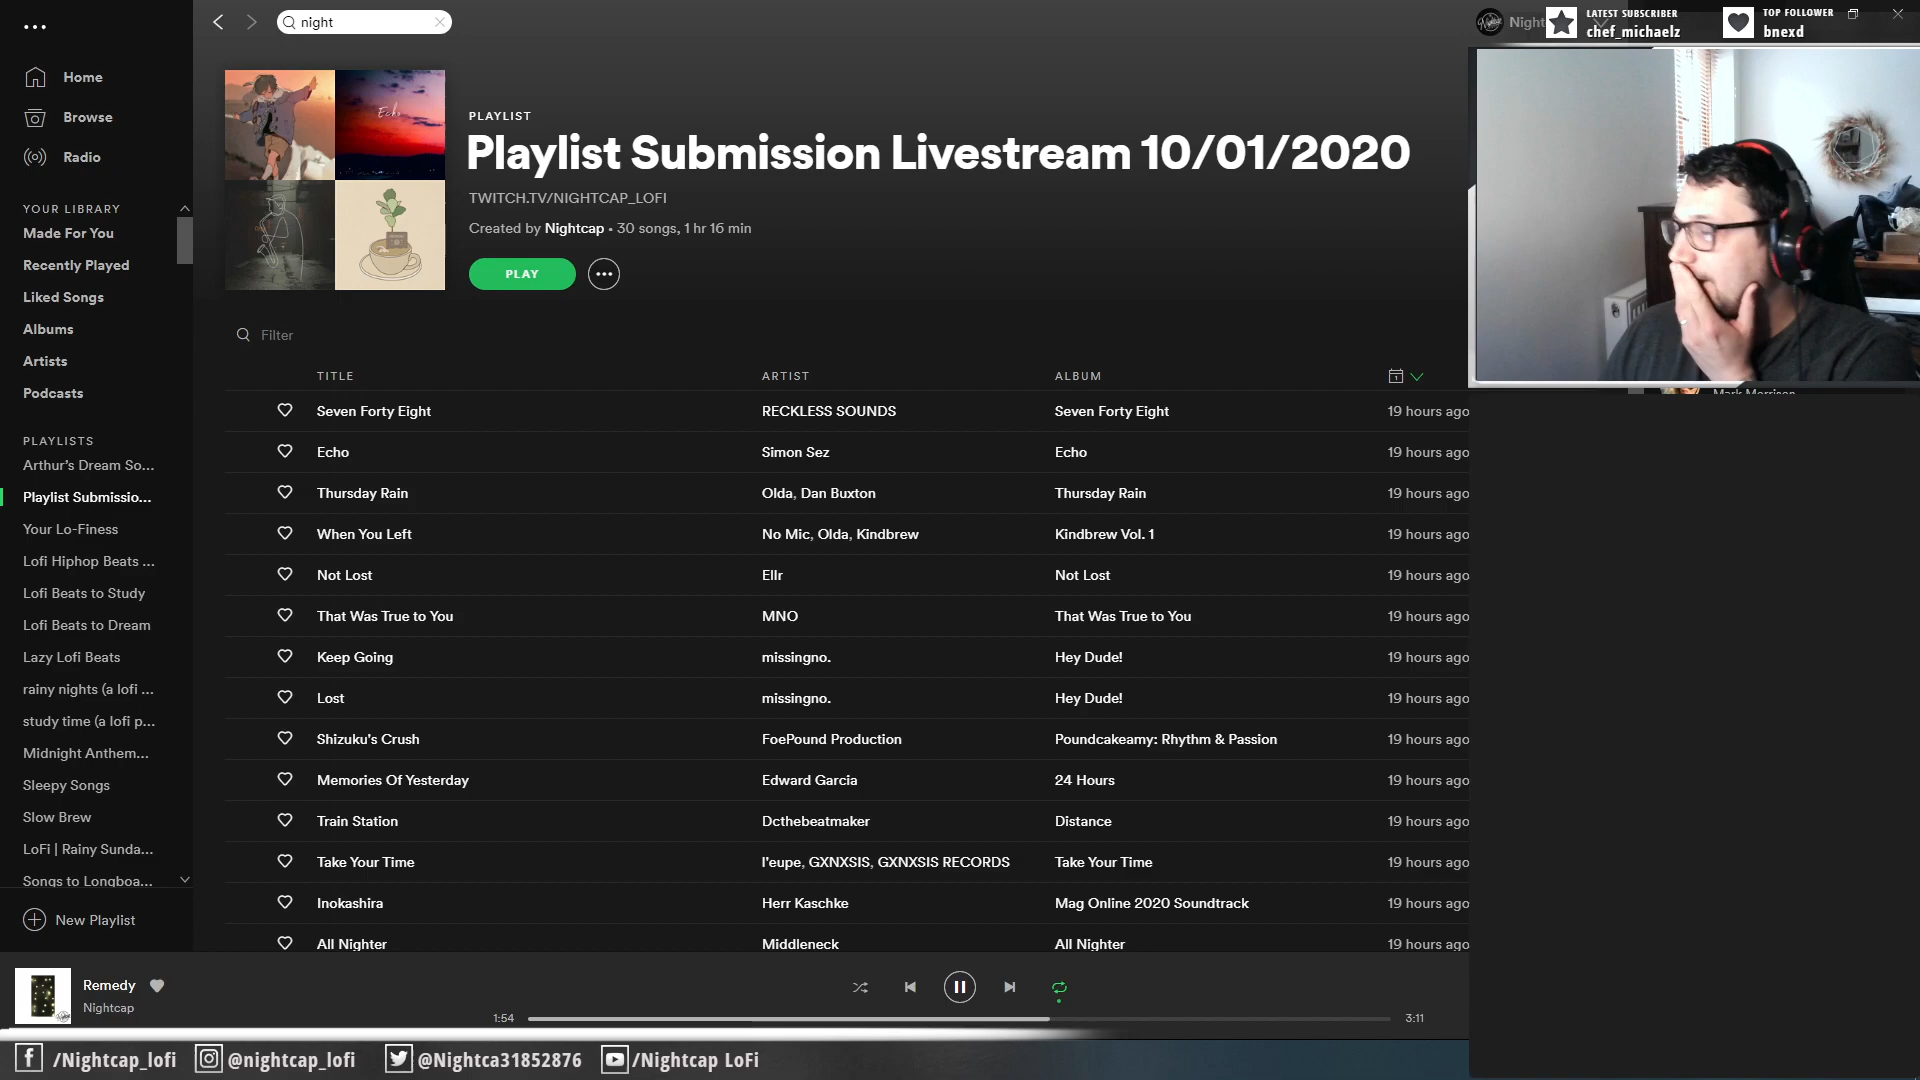 night
Night
LATEST SUBSCRIBER
chef_michaelz
TOP FOLLOWER
bnexd
Home
Browse
Radio
YOUR LIBRARY
Made For You
Recently Played
Liked Songs
Albums
Artists
Podcasts
PLAYLISTS
Arthur's Dream So...
Playlist Submissio...
Your Lo-Finess
Lofi Hiphop Beats ...
Lofi Beats to Study
Lofi Beats to Dream
Lazy Lofi Beats
rainy nights (a lofi ...
study time (a lofi p...
Midnight Anthem...
Sleepy Songs
Slow Brew
LoFi | Rainy Sunda...
Songs to Longboa...
New Playlist
Echo
PLAYLIST
Playlist Submission Livestream 10/01/2020
TWITCH.TV/NIGHTCAP_LOFI
Created by Nightcap • 30 songs, 1 hr 16 min
PLAY
Filter
TITLE ARTIST ALBUM
Seven Forty Eight RECKLESS SOUNDS Seven Forty Eight 19 hours ago
Echo Simon Sez Echo 19 hours ago
Thursday Rain Olda, Dan Buxton Thursday Rain 19 hours ago
When You Left No Mic, Olda, Kindbrew Kindbrew Vol. 1 19 hours ago
Not Lost Ellr Not Lost 19 hours ago
That Was True to You MNO That Was True to You 19 hours ago
Keep Going missingno. Hey Dude! 19 hours ago
Lost missingno. Hey Dude! 19 hours ago
Shizuku's Crush FoePound Production Poundcakeamy: Rhythm & Passion 19 hours ago
Memories Of Yesterday Edward Garcia 24 Hours 19 hours ago
Train Station Dcthebeatmaker Distance 19 hours ago
Take Your Time l'eupe, GXNXSIS, GXNXSIS RECORDS Take Your Time 19 hours ago
Inokashira Herr Kaschke Mag Online 2020 Soundtrack 19 hours ago
All Nighter Middleneck All Nighter 19 hours ago
Mark Morrison
Remedy
Nightcap
1:54 3:11
/Nightcap_lofi @nightcap_lofi @Nightca31852876 /Nightcap LoFi